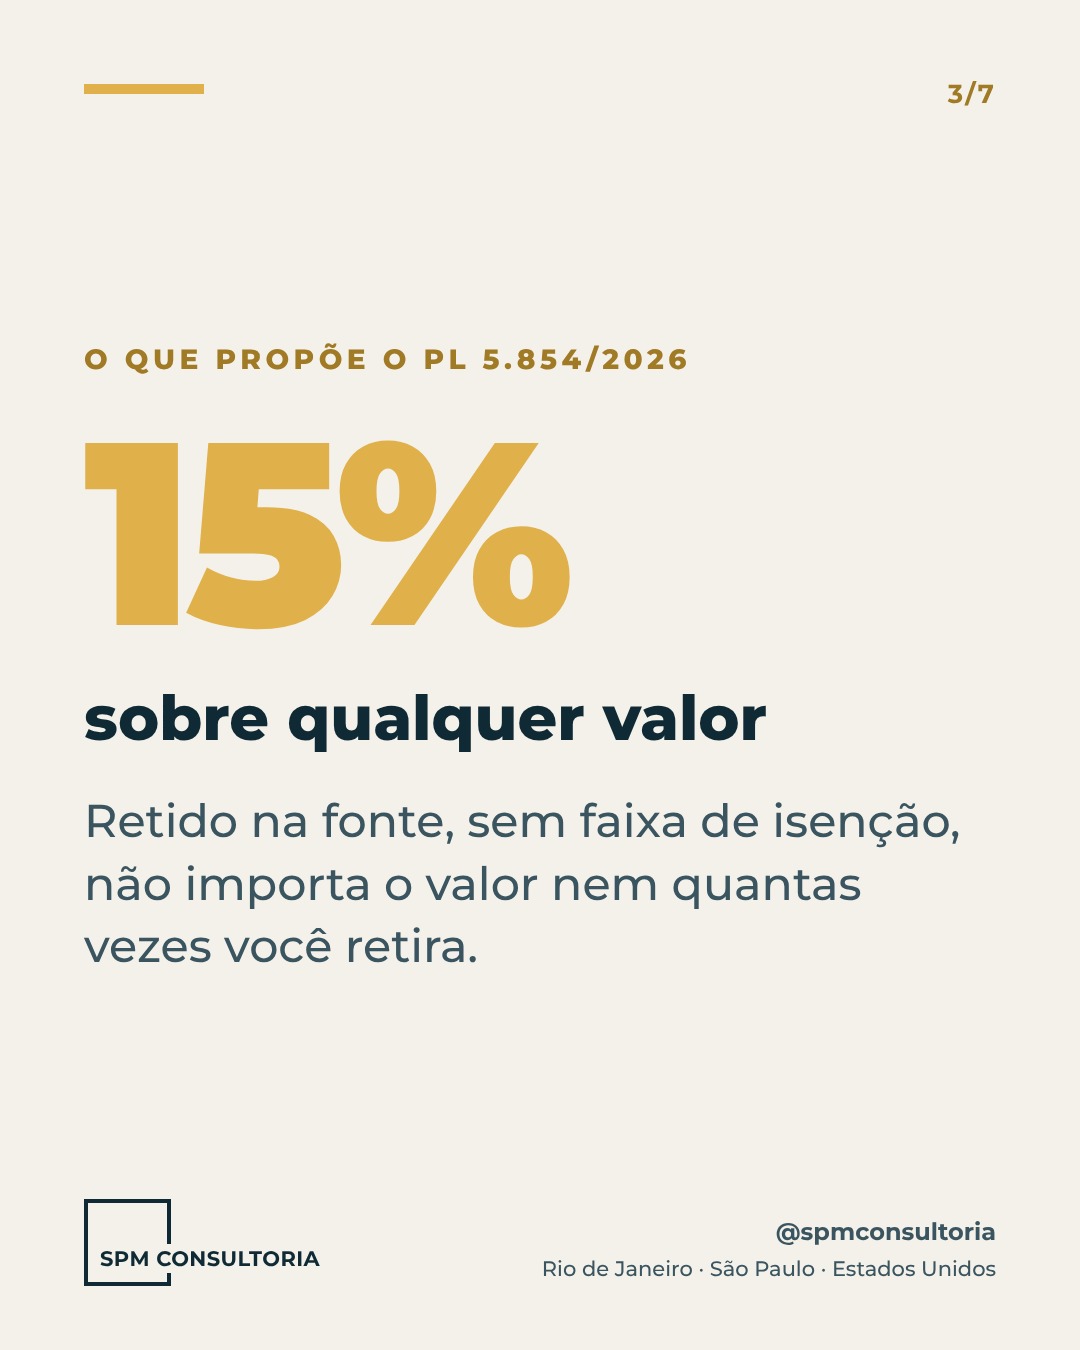 3/7
O QUE PROPÕE O PL 5.854/2026
15%
sobre qualquer valor
Retido na fonte, sem faixa de isenção,
não importa o valor nem quantas
vezes você retira.
SPM CONSULTORIA
@spmconsultoria
Rio de Janeiro · São Paulo · Estados Unidos